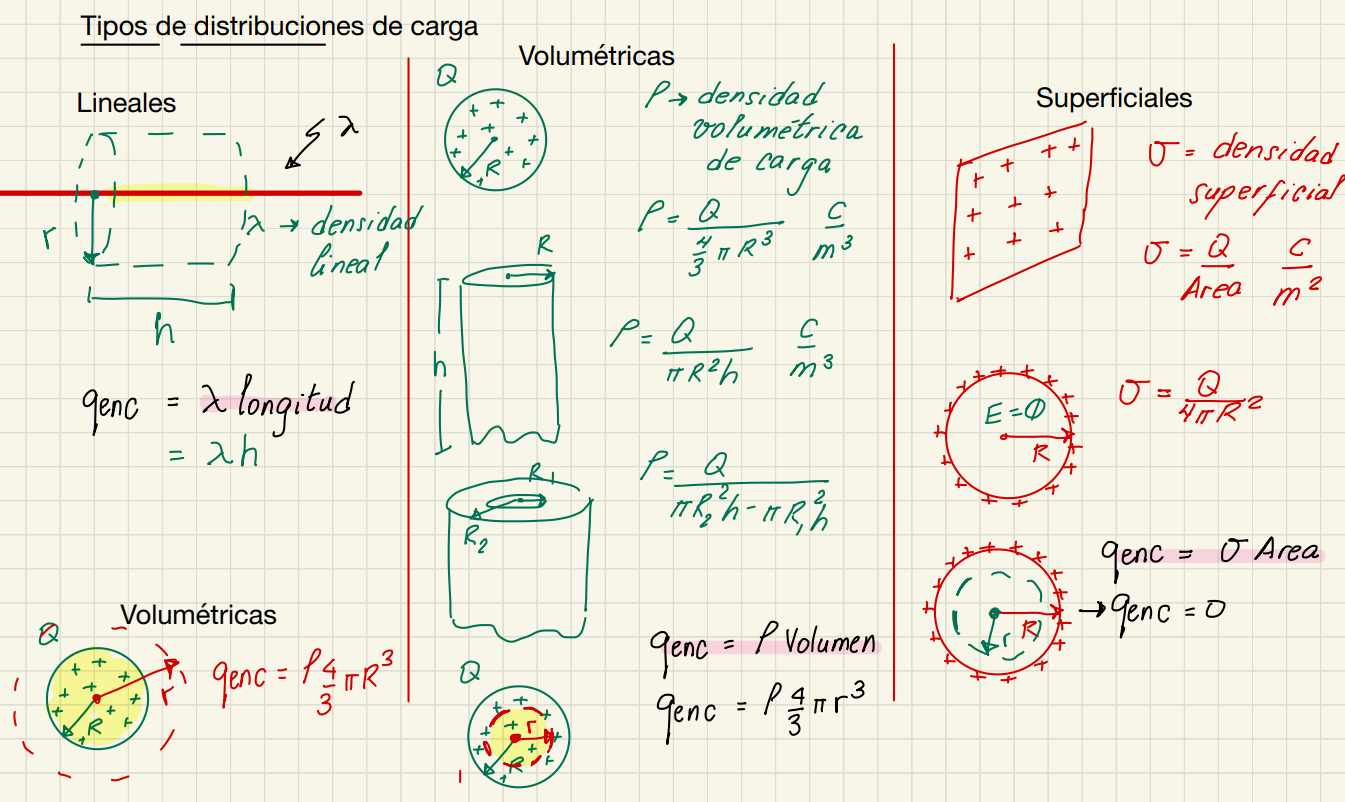 Tipos de distribuciones de carga
Lineales
λ
r
λ → densidad
lineal
h
qenc = λ longitud
= λh
Volumétricas
Q
R
r
qenc = ρ 4/3 πR³
Volumétricas
Q
R
ρ → densidad
volumétrica
de carga
ρ = Q / (4/3 πR³) C/m³
R
h
ρ = Q / (πR²h) C/m³
R₁
R₂
ρ = Q / (πR₂²h - πR₁²h)
qenc = ρ Volumen
qenc = ρ 4/3 πr³
Q
r
R
Superficiales
σ = densidad
superficial
σ = Q/Area C/m²
E = Ø
R
σ = Q / (4πR²)
qenc = σ Area
→ qenc = 0
R
r